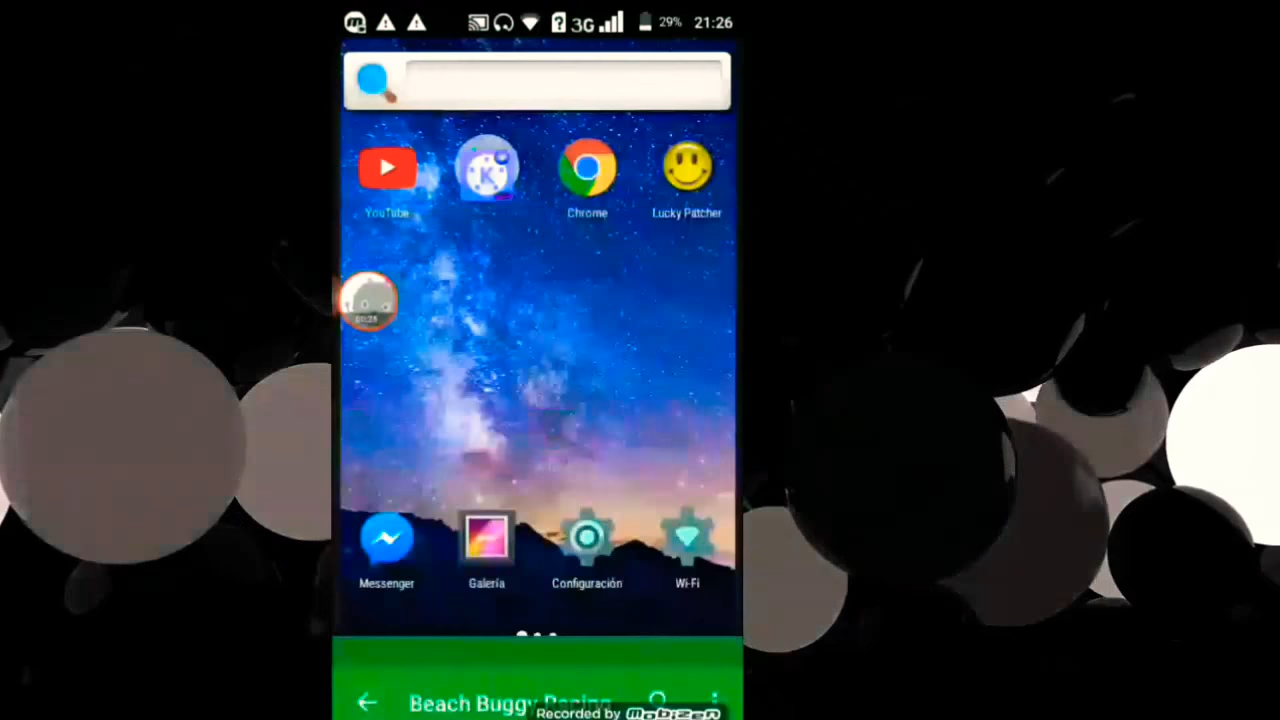 3G 29% 21:26
YouTube
K
Chrome
Lucky Patcher
Messenger
Galería
Configuración
Wi-Fi
Beach Buggy Racing
Recorded by MOBIZEN